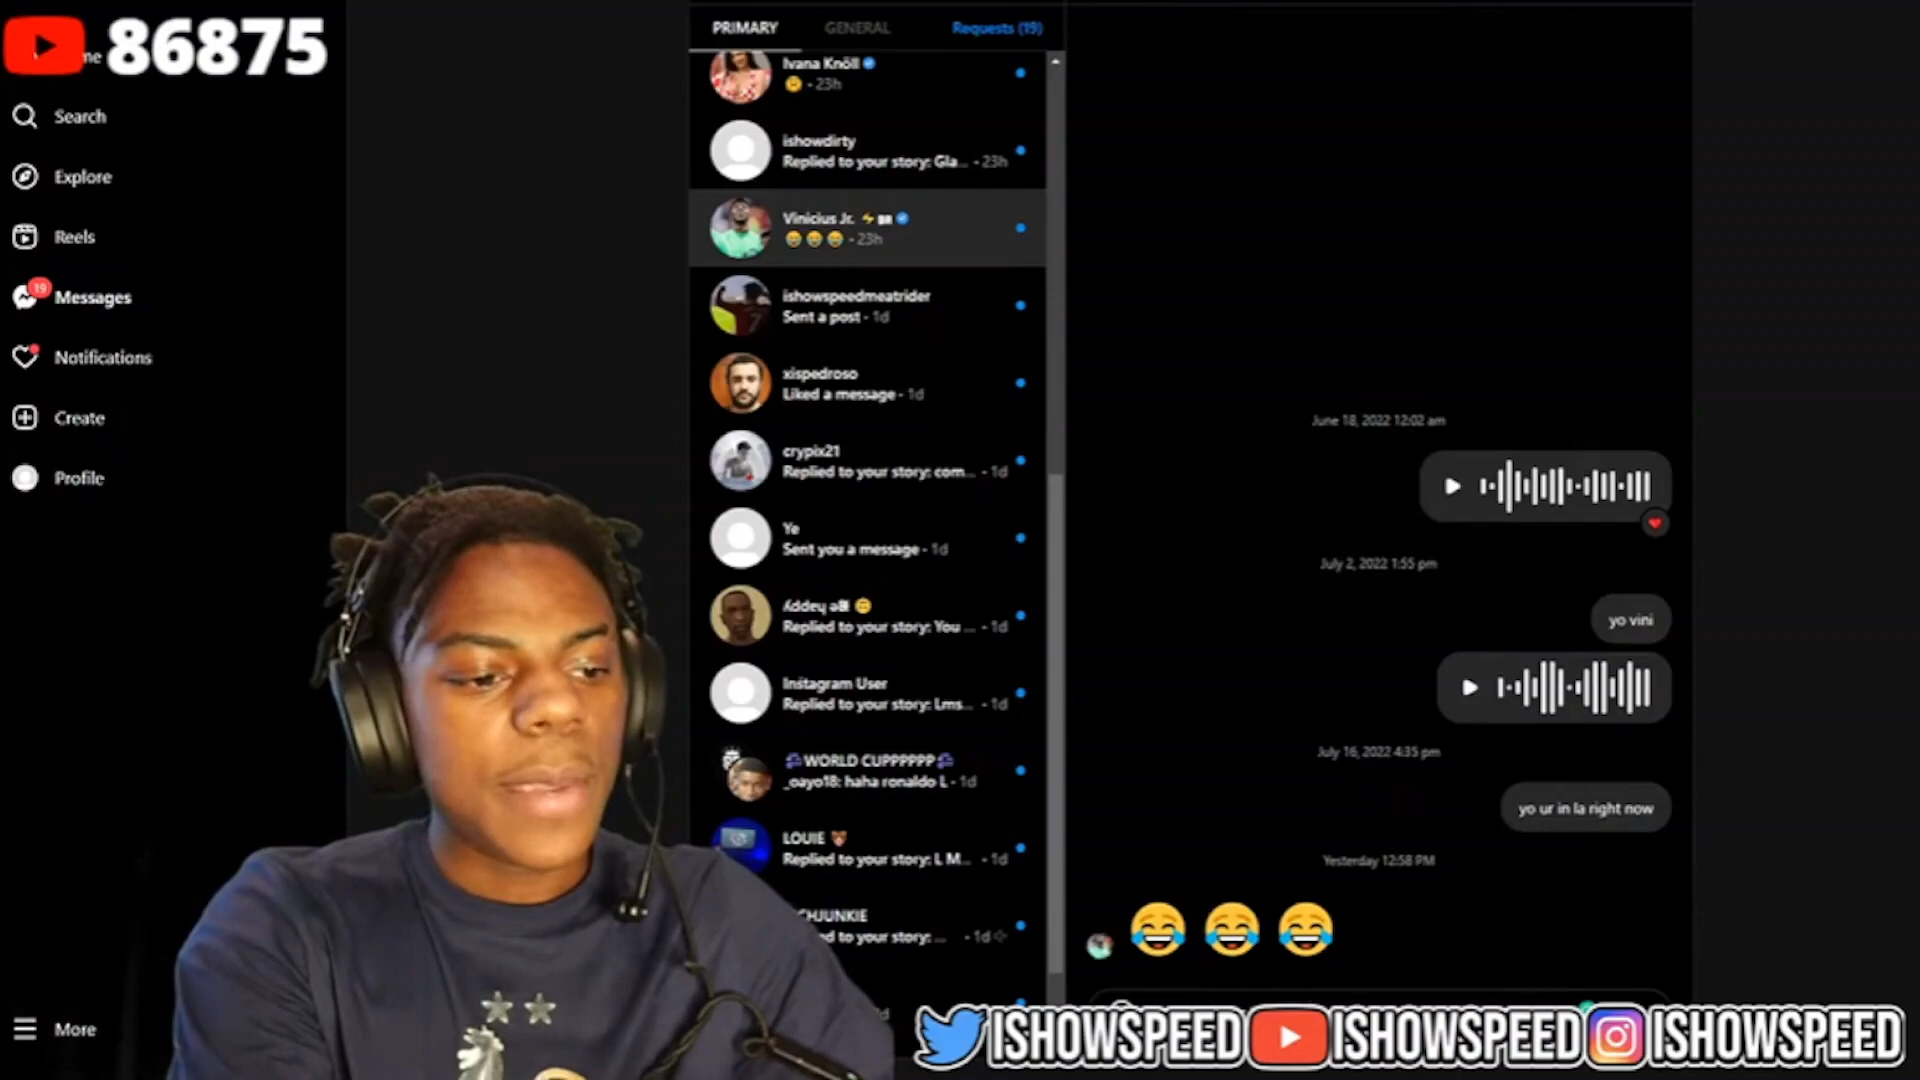 86875
Search
Explore
Reels
19
Messages
Notifications
Create
Profile
More
PRIMARY
GENERAL
Requests (19)
Ivana Knöll
😊 · 23h
ishowdirty
Replied to your story: Gla... · 23h
Vinicius Jr. ⚡🇧🇷
😂😂😂 · 23h
ishowspeedmeatrider
Sent a post · 1d
xispedroso
Liked a message · 1d
crypix21
Replied to your story: com... · 1d
Ye
Sent you a message · 1d
Replied to your story: You ... · 1d
Instagram User
Replied to your story: Lms... · 1d
WORLD CUPPPPPP
_oayo18: haha ronaldo L · 1d
LOUIE 🐻
Replied to your story: L M... · 1d
CHJUNKIE
d to your story: ... · 1d
June 18, 2022 12:02 am
July 2, 2022 1:55 pm
yo vini
July 16, 2022 4:35 pm
yo ur in la right now
Yesterday 12:58 PM
😂 😂 😂
ISHOWSPEED
ISHOWSPEED
ISHOWSPEED